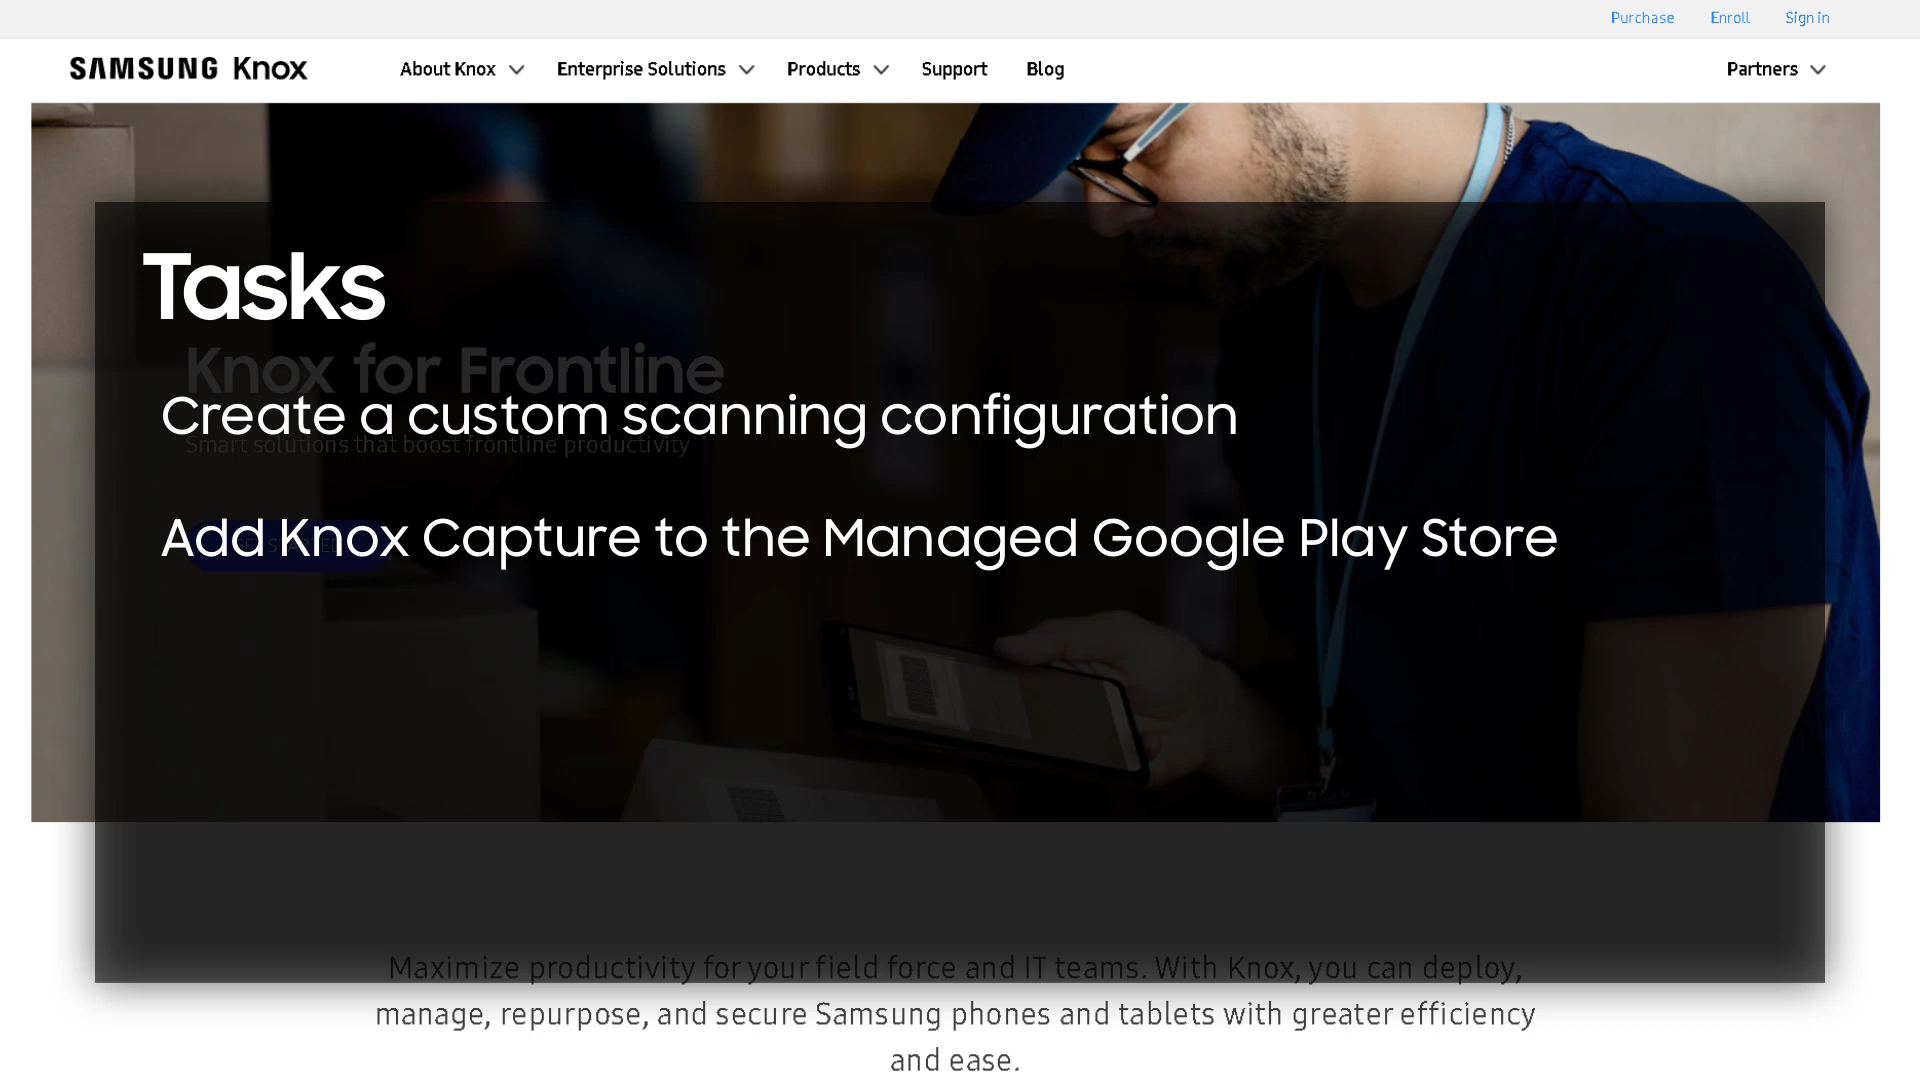 Purchase Enroll Sign in
SAMSUNG Knox About Knox Enterprise Solutions Products Support Blog Partners
Tasks
Knox for Frontline
Create a custom scanning configuration
Smart solutions that boost frontline productivity
Add Knox Capture to the Managed Google Play Store
Maximize productivity for your field force and IT teams. With Knox, you can deploy,
manage, repurpose, and secure Samsung phones and tablets with greater efficiency
and ease.